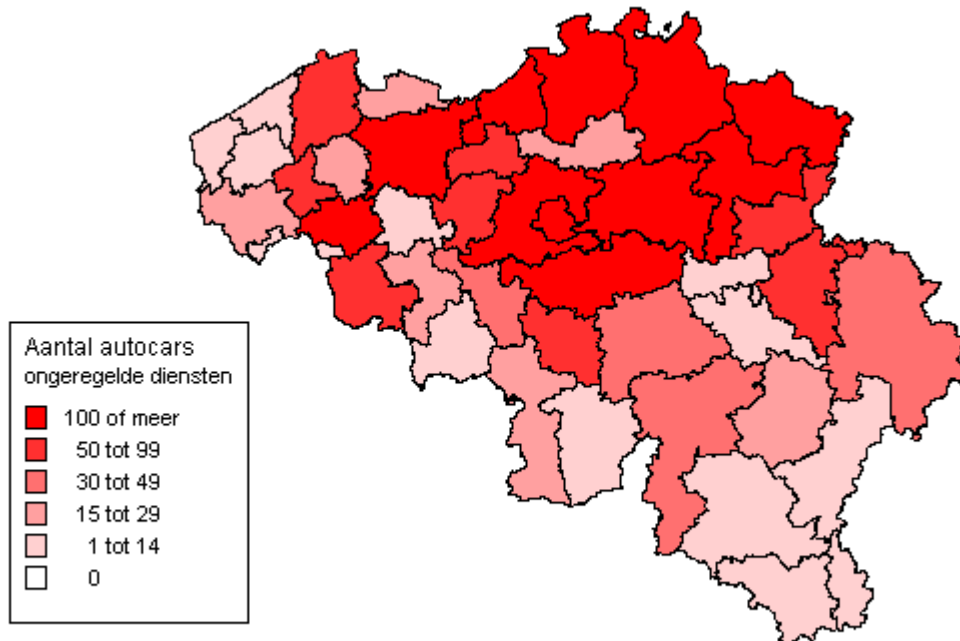 Aantal autocars
ongeregelde diensten
100 of meer
50 tot 99
30 tot 49
15 tot 29
1 tot 14
0